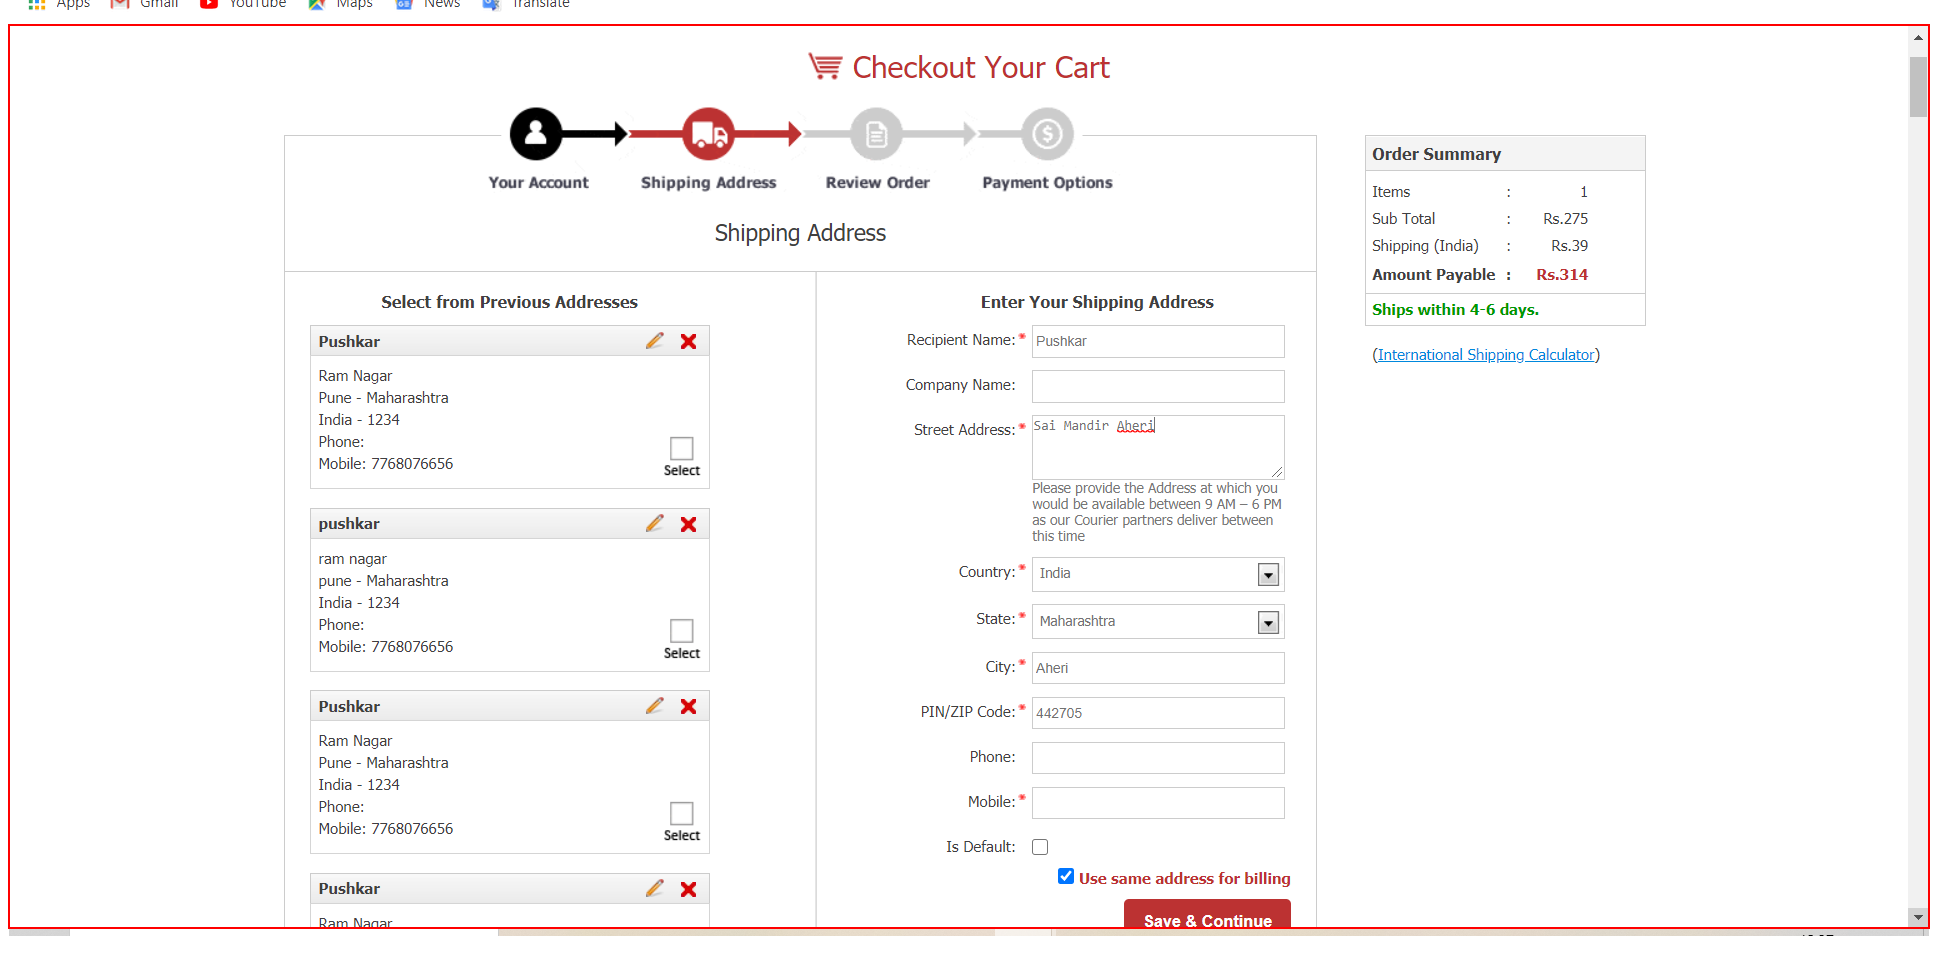 Apps Gmail YouTube Maps News Translate
Checkout Your Cart
Your Account Shipping Address Review Order Payment Options
Shipping Address
Select from Previous Addresses
Pushkar
Ram Nagar
Pune - Maharashtra
India - 1234
Phone:
Mobile: 7768076656
Select
pushkar
ram nagar
pune - Maharashtra
India - 1234
Phone:
Mobile: 7768076656
Select
Pushkar
Ram Nagar
Pune - Maharashtra
India - 1234
Phone:
Mobile: 7768076656
Select
Pushkar
Ram Nagar
Enter Your Shipping Address
Recipient Name:* Pushkar
Company Name:
Street Address:* Sai Mandir Aheri
Please provide the Address at which you
would be available between 9 AM – 6 PM
as our Courier partners deliver between
this time
Country:* India
State:* Maharashtra
City:* Aheri
PIN/ZIP Code:* 442705
Phone:
Mobile:*
Is Default:
Use same address for billing
Save & Continue
Order Summary
Items : 1
Sub Total : Rs.275
Shipping (India) : Rs.39
Amount Payable : Rs.314
Ships within 4-6 days.
(International Shipping Calculator)